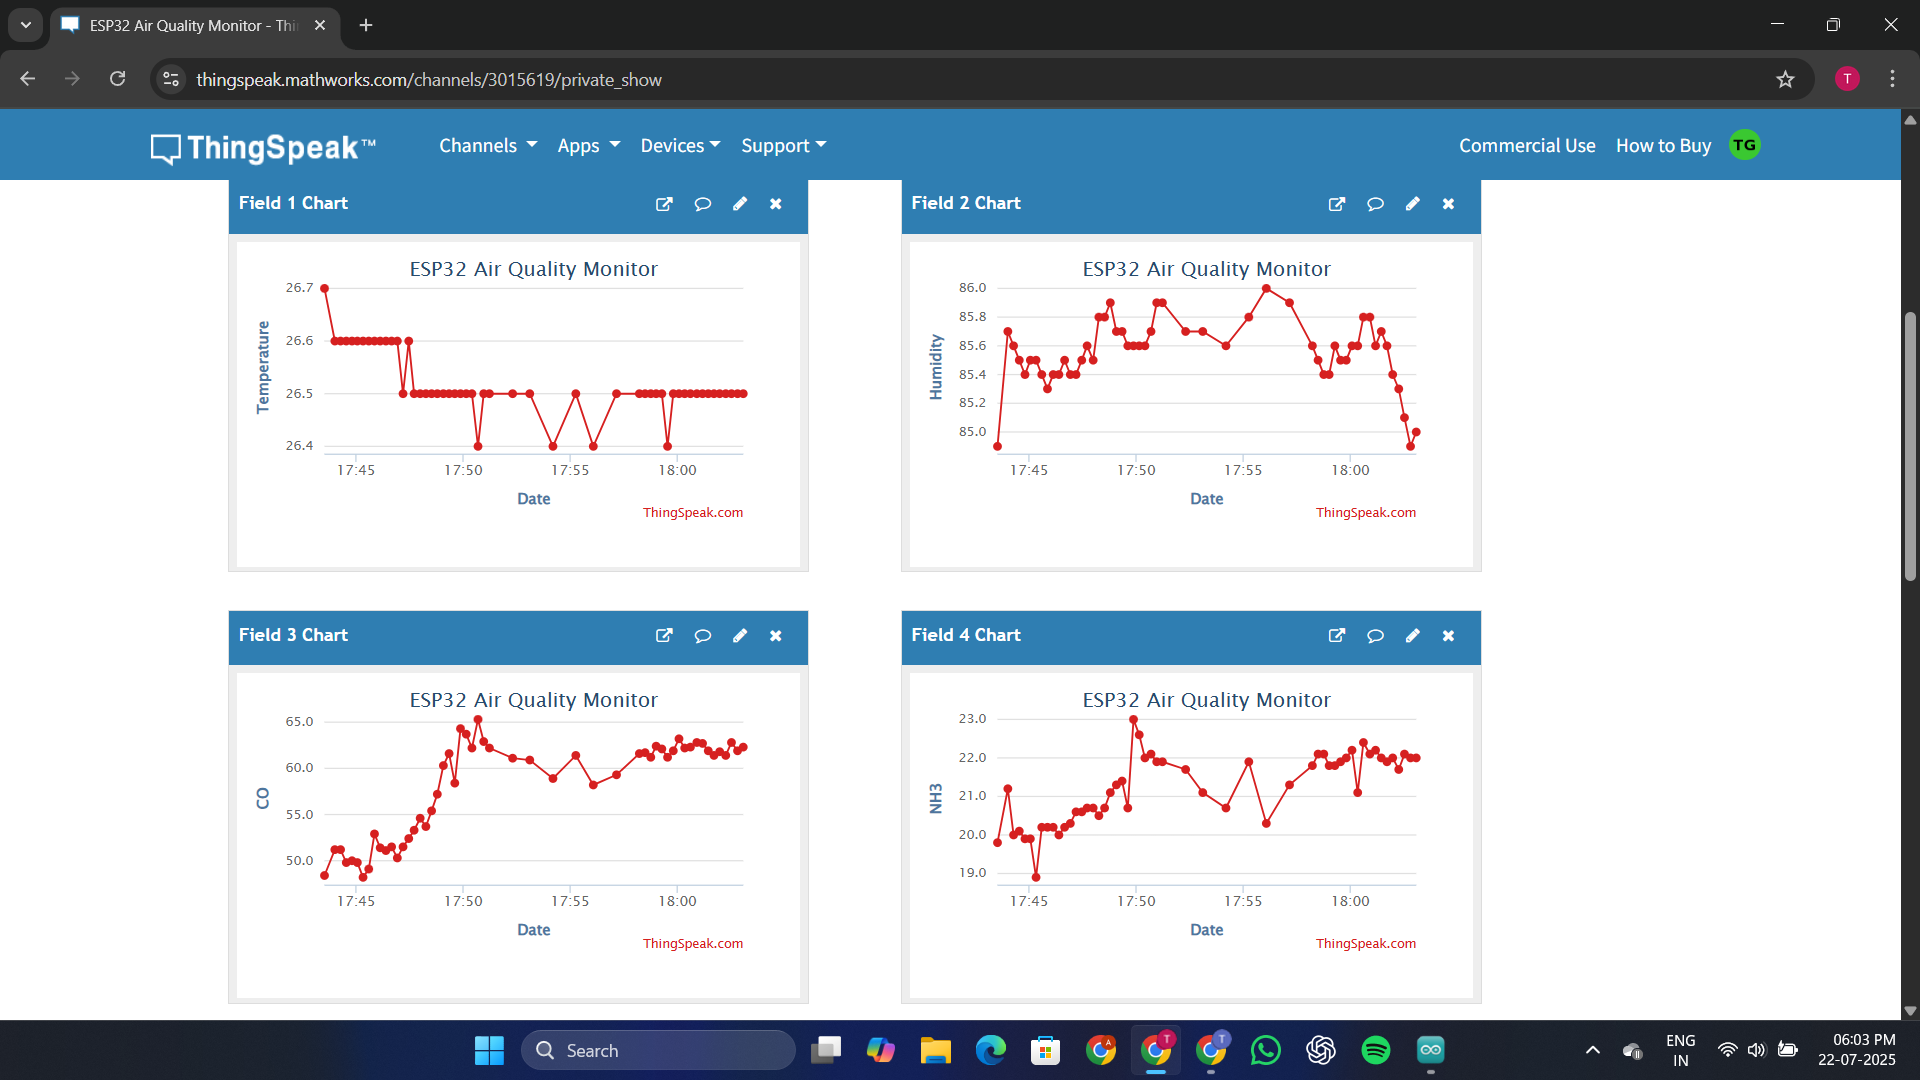 ESP32 Air Quality Monitor - Thi
thingspeak.mathworks.com/channels/3015619/private_show
T
ThingSpeak™
Channels
Apps
Devices
Support
Commercial Use
How to Buy
TG
Field 1 Chart
ESP32 Air Quality Monitor
26.7
26.6
26.5
26.4
Temperature
17:45 17:50 17:55 18:00
Date
ThingSpeak.com
Field 2 Chart
ESP32 Air Quality Monitor
86.0
85.8
85.6
85.4
85.2
85.0
Humidity
17:45 17:50 17:55 18:00
Date
ThingSpeak.com
Field 3 Chart
ESP32 Air Quality Monitor
65.0
60.0
55.0
50.0
CO
17:45 17:50 17:55 18:00
Date
ThingSpeak.com
Field 4 Chart
ESP32 Air Quality Monitor
23.0
22.0
21.0
20.0
19.0
NH3
17:45 17:50 17:55 18:00
Date
ThingSpeak.com
Search
A
T
T
ENG
IN
06:03 PM
22-07-2025